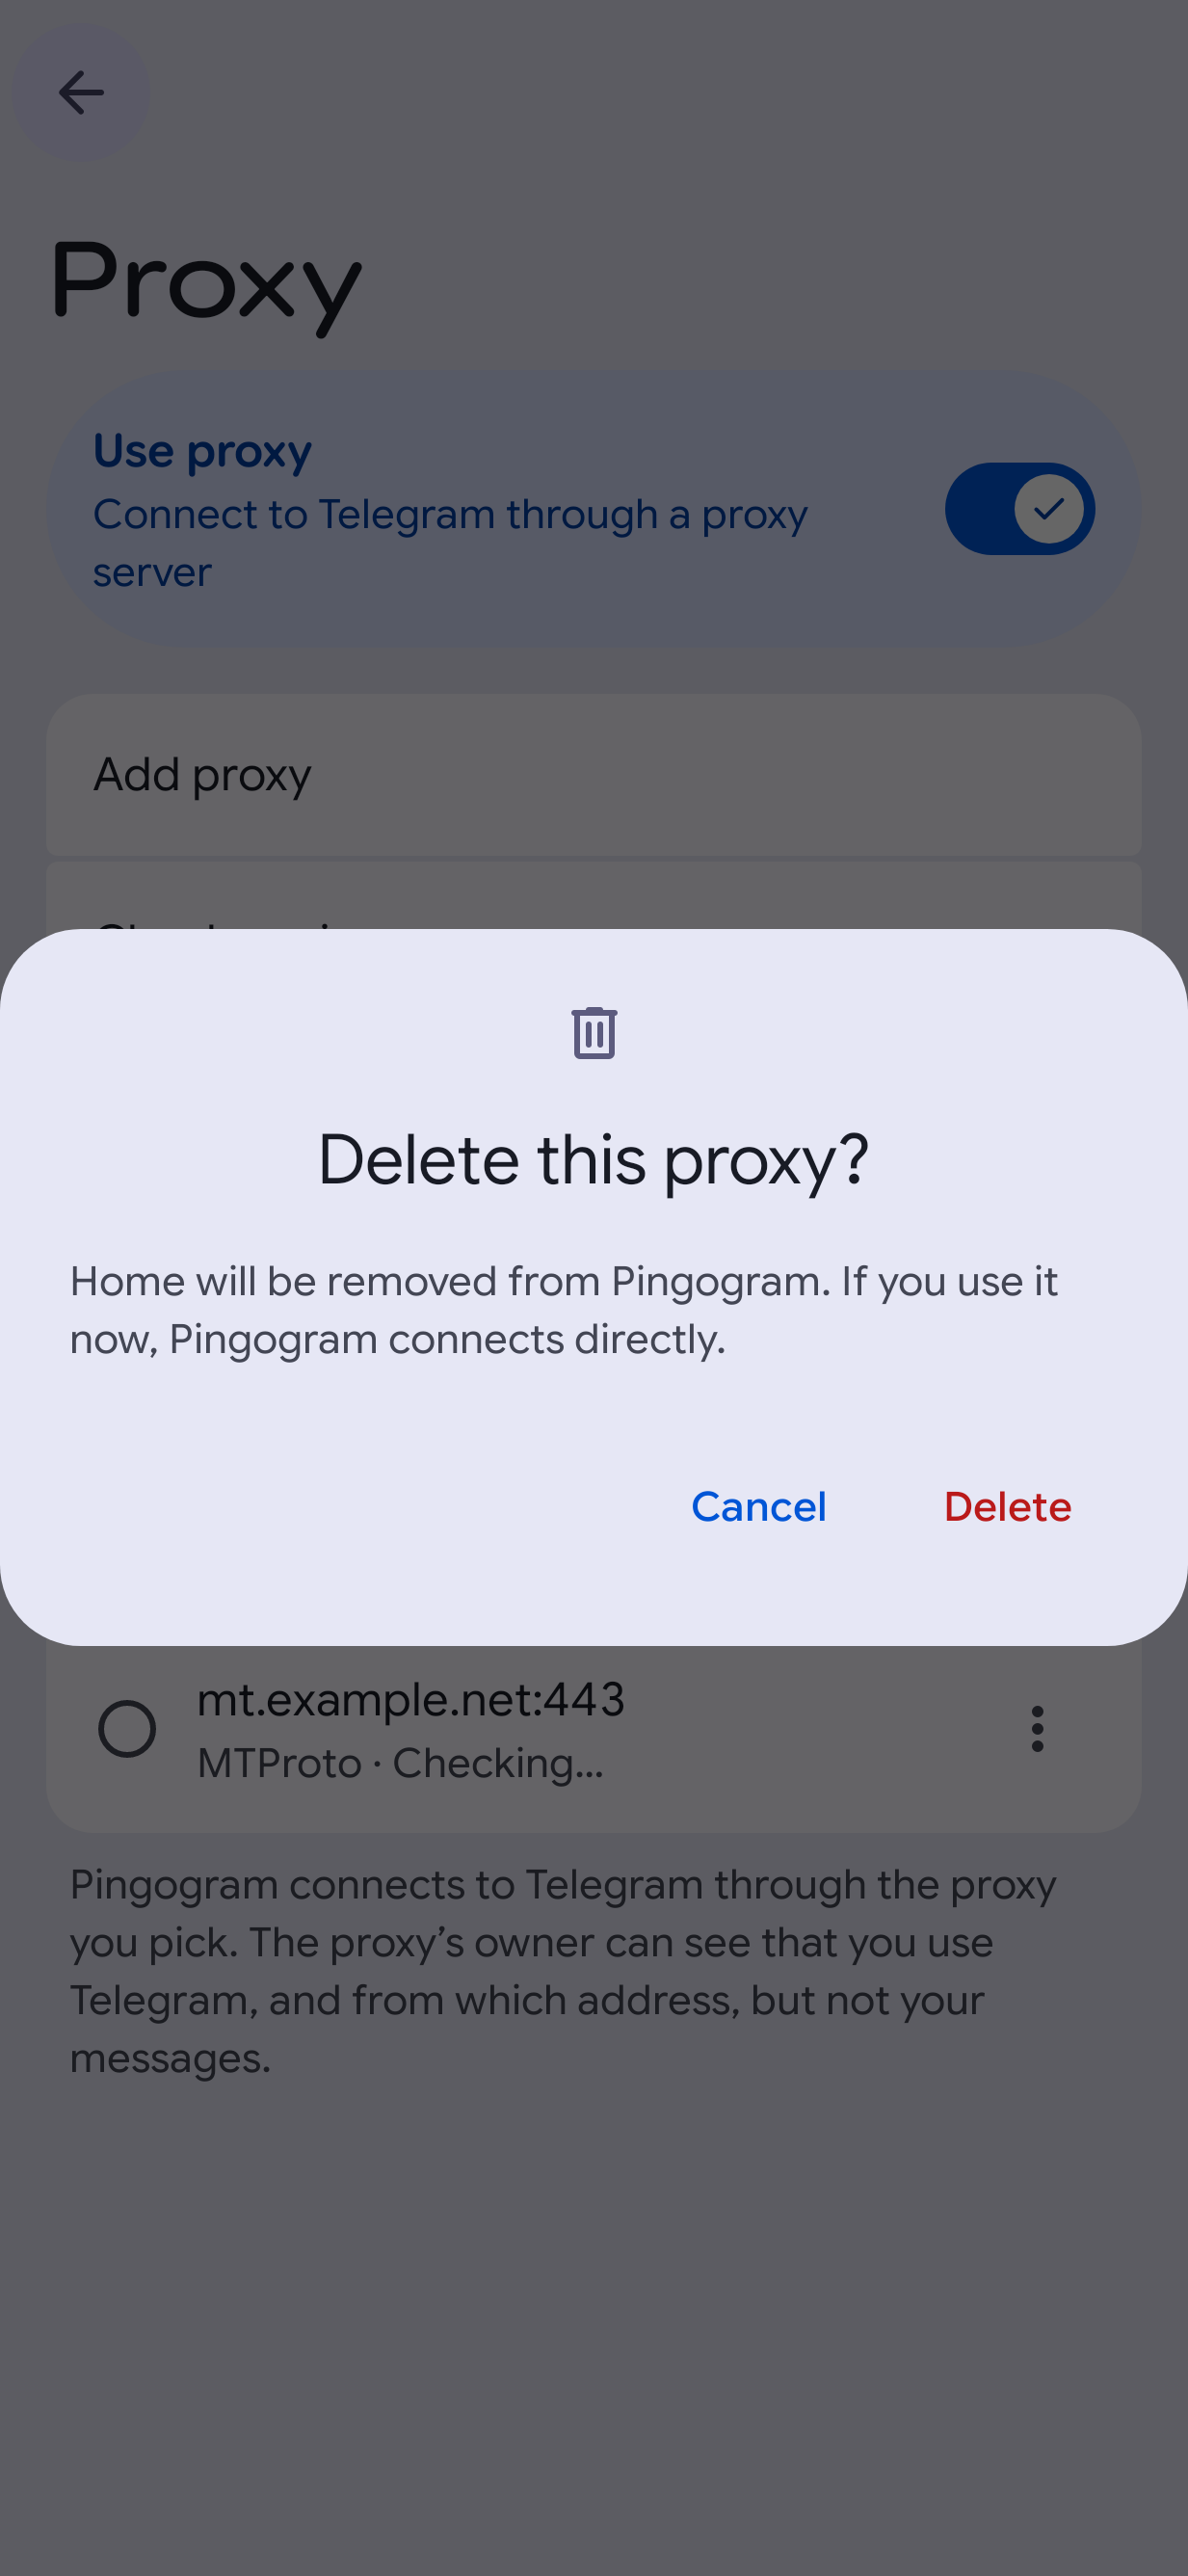 Proxy
Use proxy
Connect to Telegram through a proxy
server
Add proxy
Delete this proxy?
Home will be removed from Pingogram. If you use it
now, Pingogram connects directly.
Cancel
Delete
mt.example.net:443
MTProto · Checking…
Pingogram connects to Telegram through the proxy
you pick. The proxy’s owner can see that you use
Telegram, and from which address, but not your
messages.